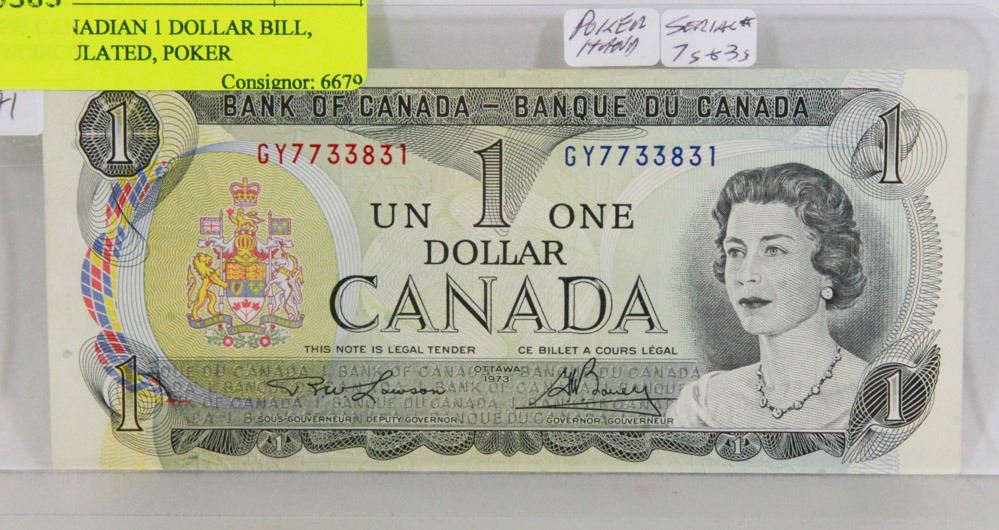 NADIAN 1 DOLLAR BILL,
ULATED, POKER
Consignor: 6679
POKER
HAND
SERIAL#
7s & 3s
1
1
BANK OF CANADA – BANQUE DU CANADA
GY7733831
GY7733831
1
UN
ONE
DOLLAR
CANADA
THIS NOTE IS LEGAL TENDER
CE BILLET A COURS LÉGAL
OTTAWA
1973
SOUS-GOUVERNEUR
DEPUTY GOVERNOR
GOVERNOR
GOUVERNEUR
1
1
1
1